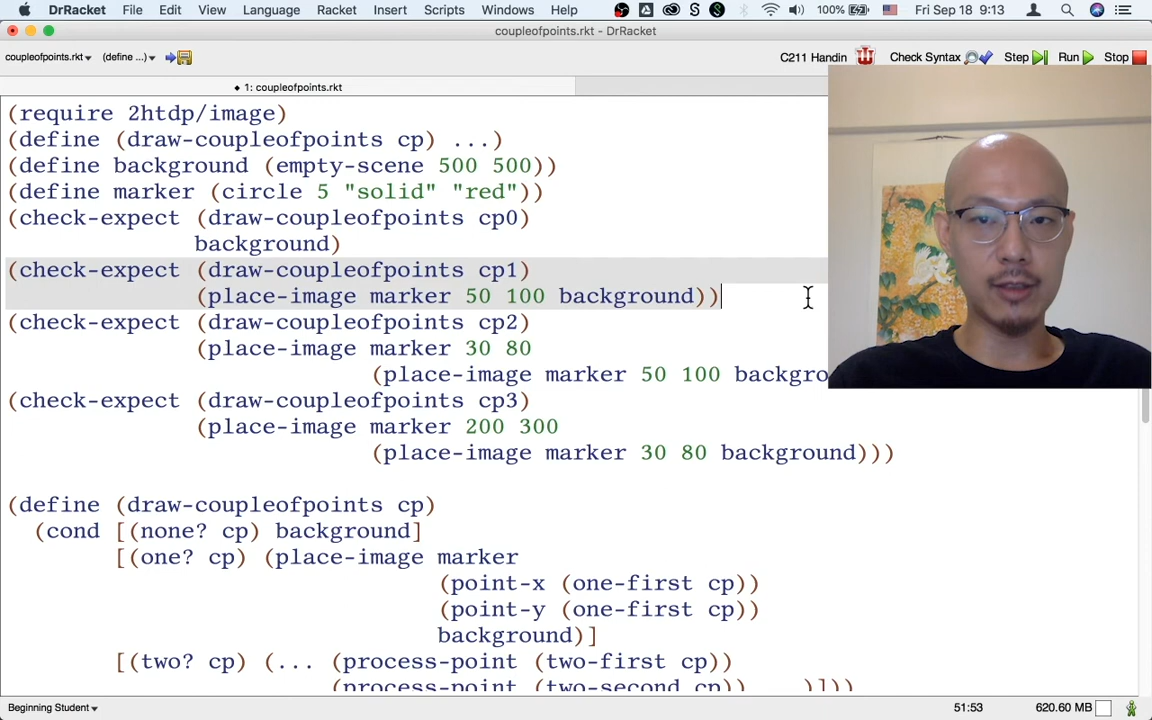 DrRacket File Edit View Language Racket Insert Scripts Windows Help 100% Fri Sep 18 9:13
coupleofpoints.rkt - DrRacket
coupleofpoints.rkt (define ...) C211 Handin Check Syntax Step Run Stop
1: coupleofpoints.rkt
(require 2htdp/image)
(define (draw-coupleofpoints cp) ...)
(define background (empty-scene 500 500))
(define marker (circle 5 "solid" "red"))
(check-expect (draw-coupleofpoints cp0)
background)
(check-expect (draw-coupleofpoints cp1)
(place-image marker 50 100 background))
(check-expect (draw-coupleofpoints cp2)
(place-image marker 30 80
(place-image marker 50 100 backgro
(check-expect (draw-coupleofpoints cp3)
(place-image marker 200 300
(place-image marker 30 80 background)))
(define (draw-coupleofpoints cp)
(cond [(none? cp) background]
[(one? cp) (place-image marker
(point-x (one-first cp))
(point-y (one-first cp))
background)]
[(two? cp) (... (process-point (two-first cp))
(process-point (two-second cp)) )]))
Beginning Student 51:53 620.60 MB